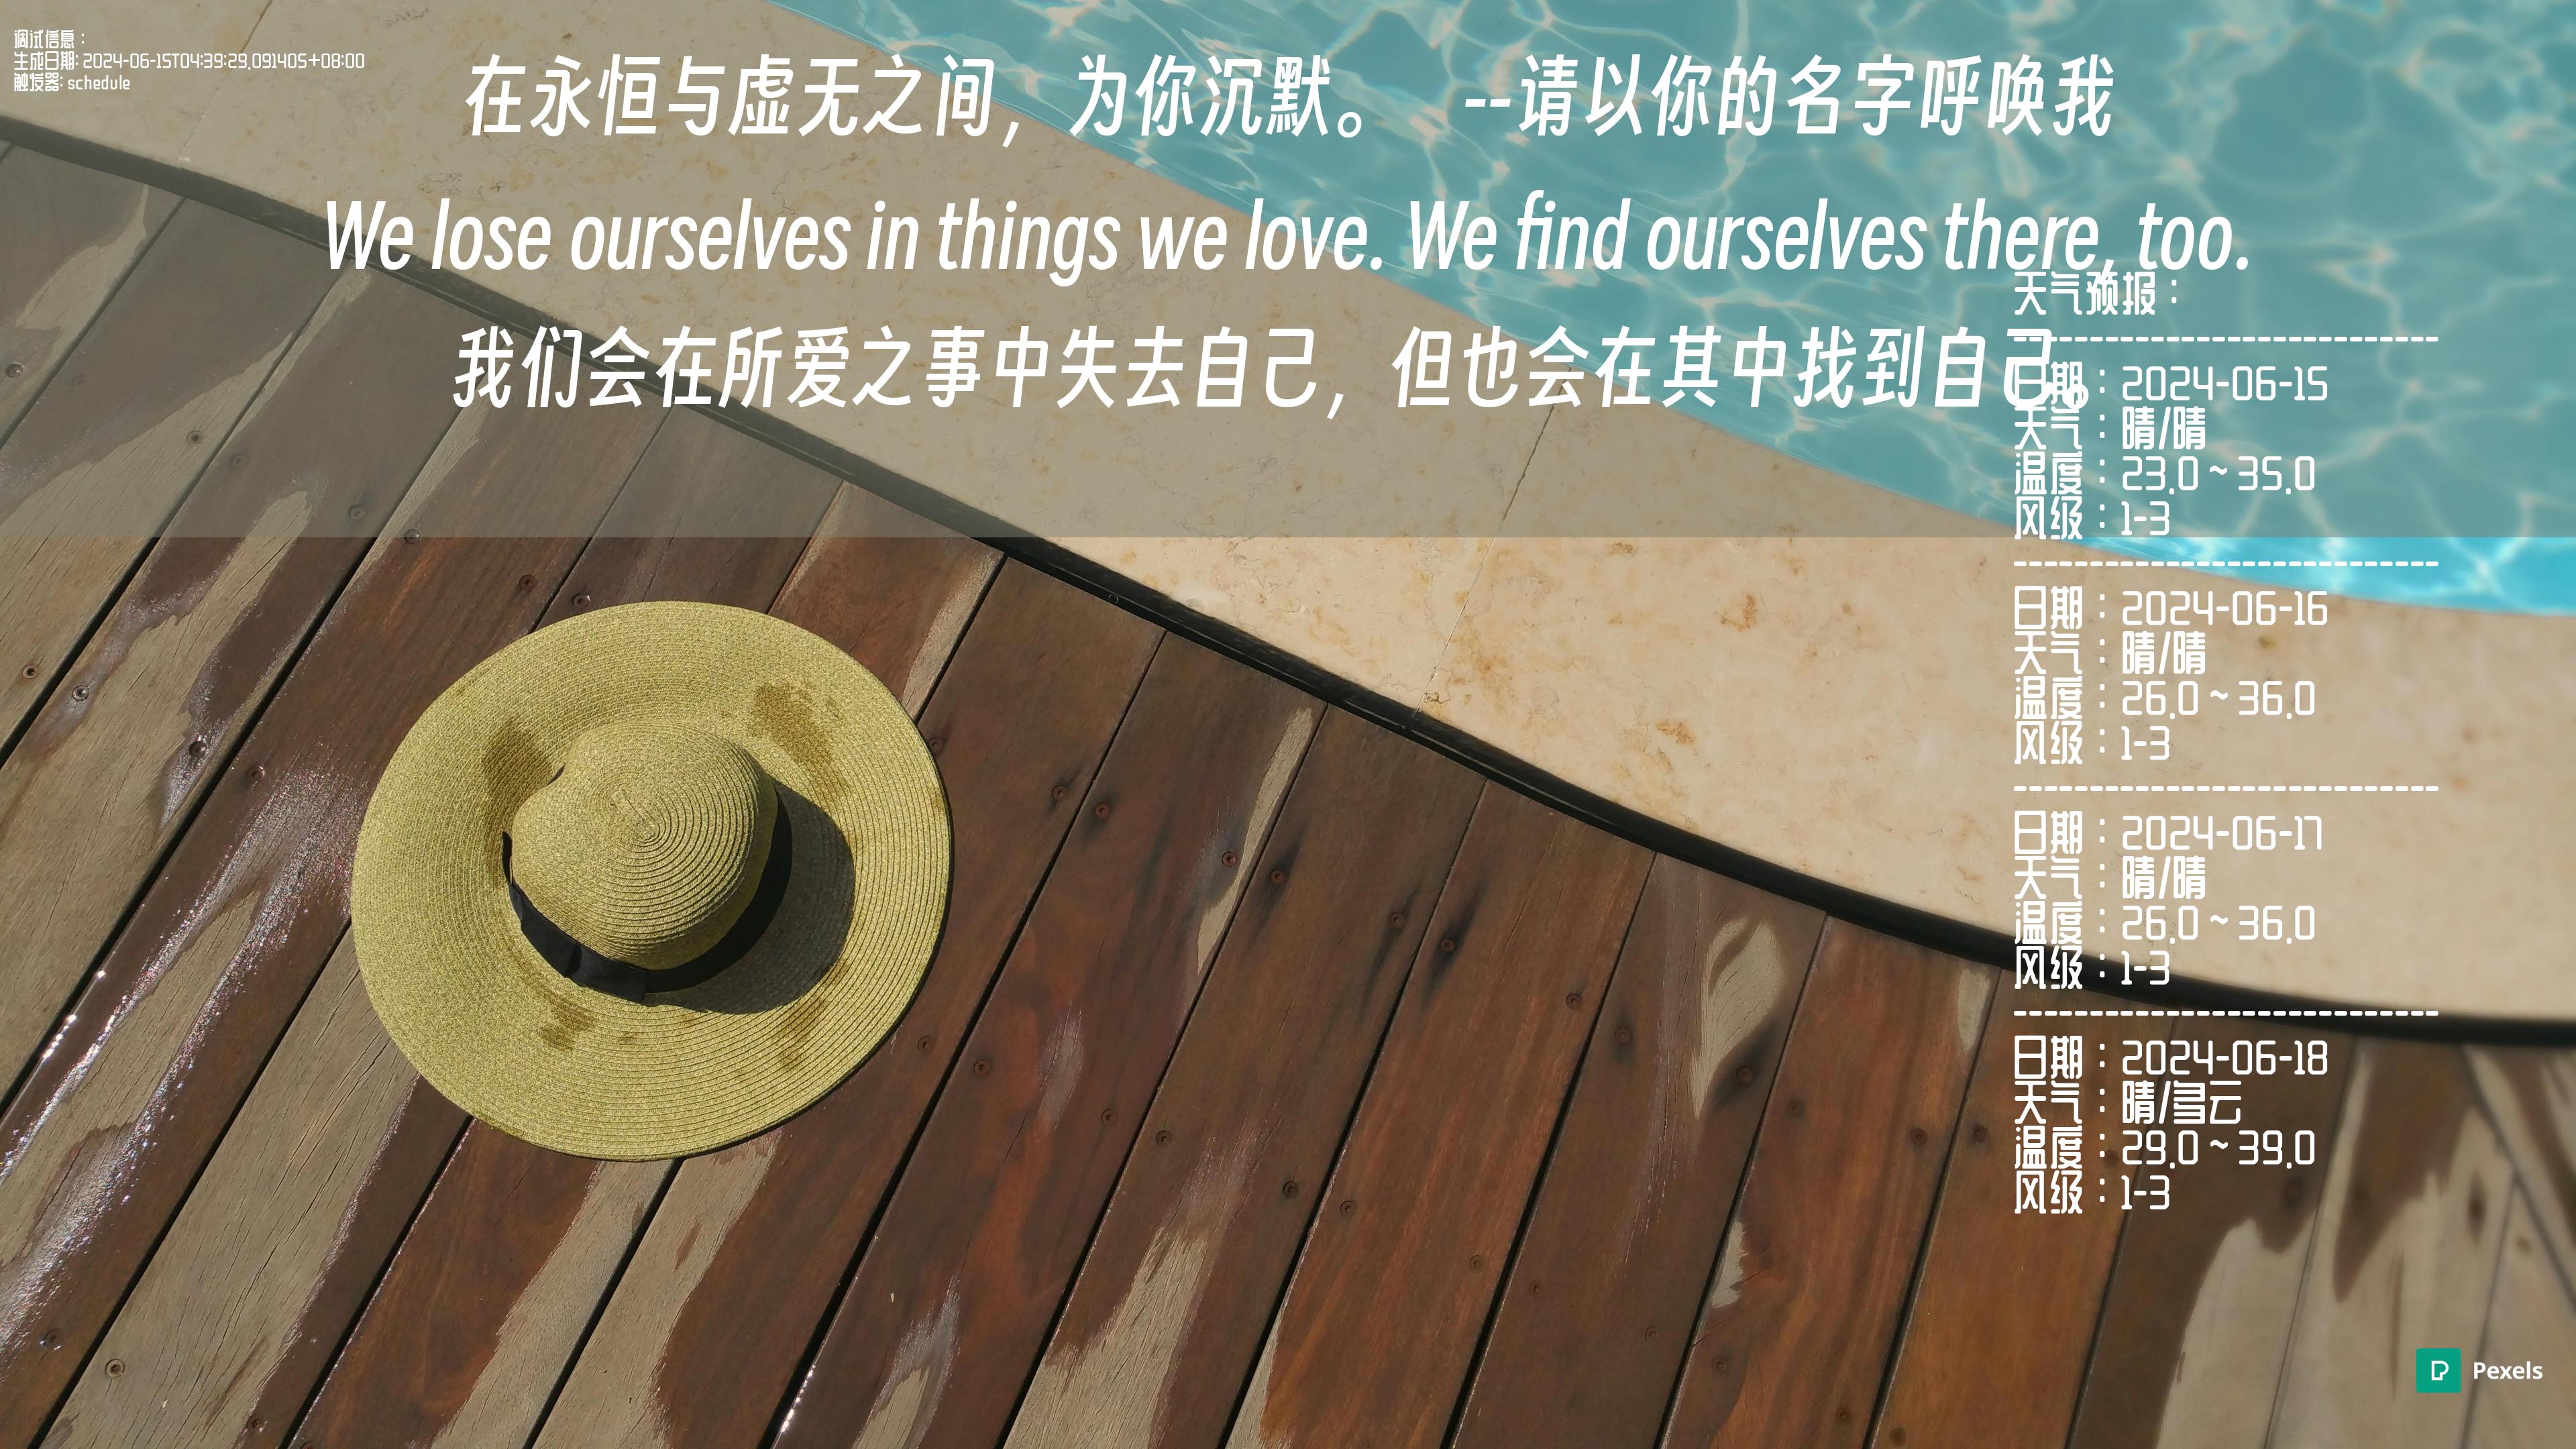 调试信息：
生成日期: 2024-06-15T04:39:29.091405+08:00
触发器: schedule
在永恒与虚无之间，为你沉默。 --请以你的名字呼唤我
We lose ourselves in things we love. We find ourselves there, too.
我们会在所爱之事中失去自己，但也会在其中找到自己。
天气预报：
----------------------------
日期：2024-06-15
天气：晴/晴
温度：23.0 ~ 35.0
风级：1-3
----------------------------
日期：2024-06-16
天气：晴/晴
温度：26.0 ~ 36.0
风级：1-3
----------------------------
日期：2024-06-17
天气：晴/晴
温度：26.0 ~ 36.0
风级：1-3
----------------------------
日期：2024-06-18
天气：晴/多云
温度：29.0 ~ 39.0
风级：1-3
Pexels